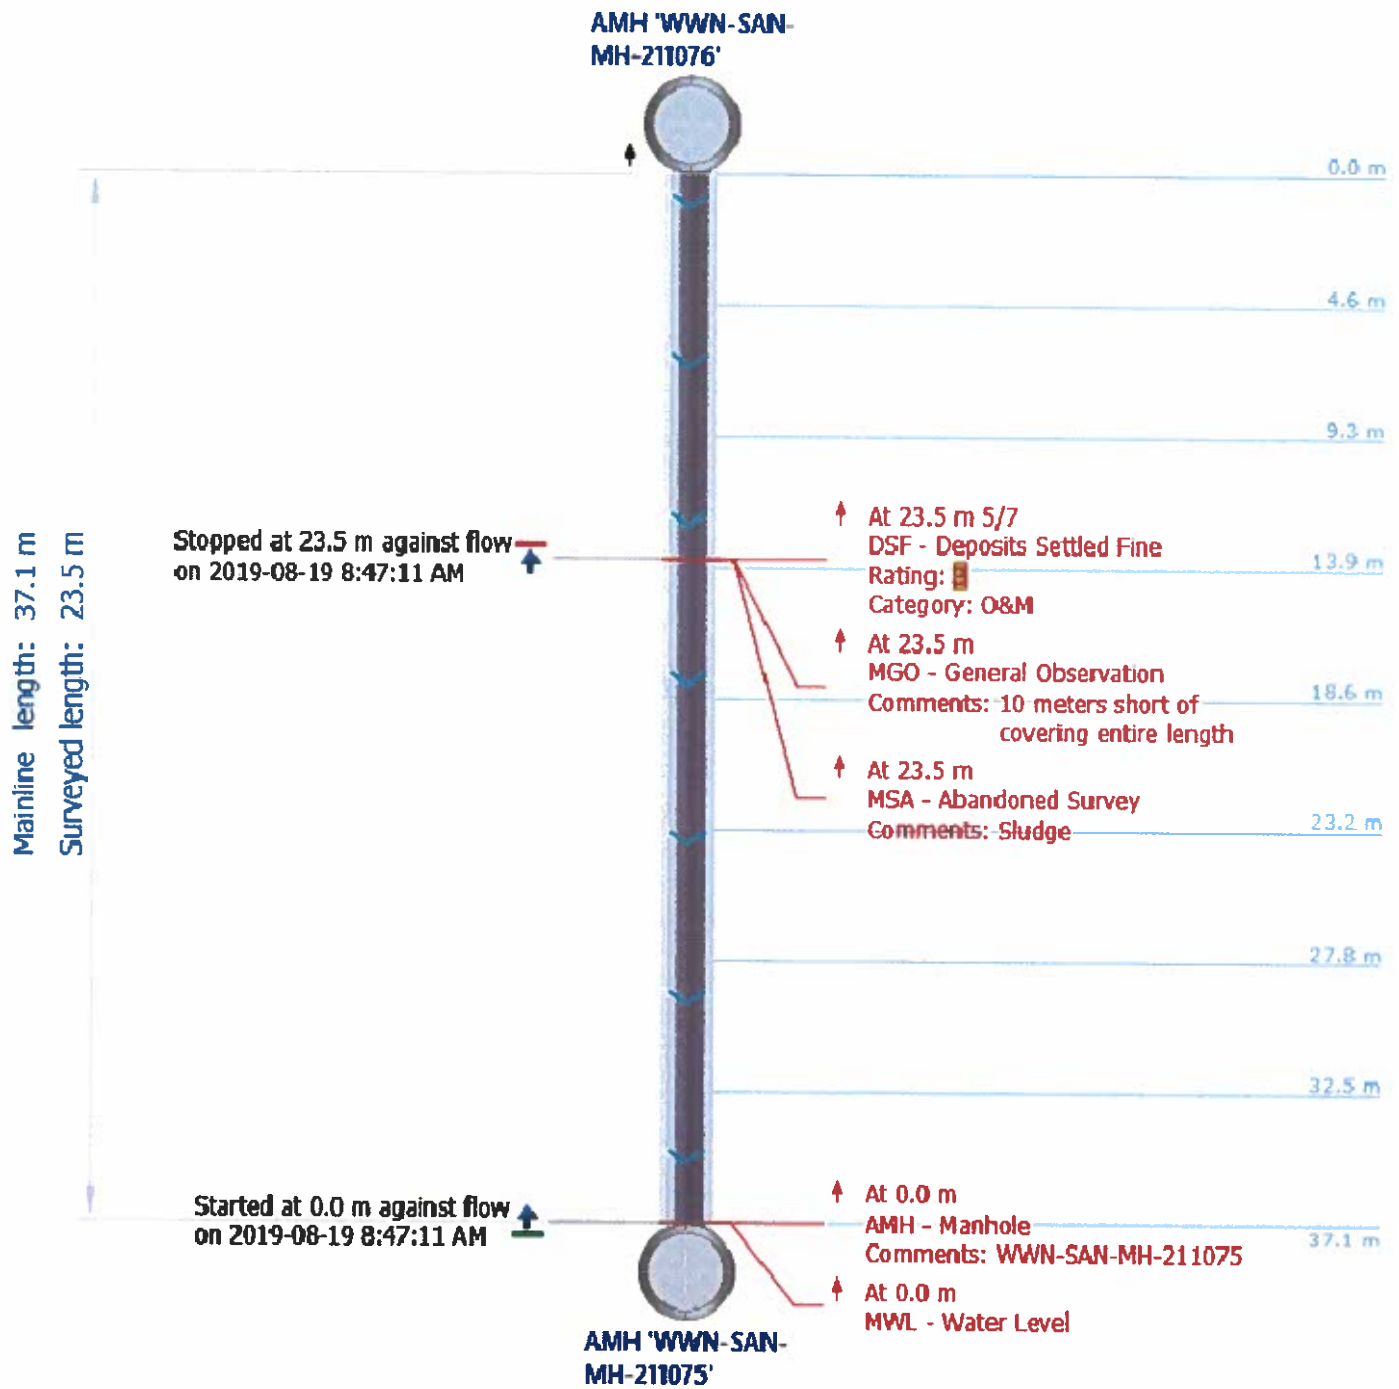 AMH 'WWN-SAN-
MH-211076'
0.0 m
4.6 m
9.3 m
Mainline length: 37.1 m
Surveyed length: 23.5 m
Stopped at 23.5 m against flow
on 2019-08-19 8:47:11 AM
At 23.5 m 5/7
DSF - Deposits Settled Fine
13.9 m
Rating:
Category: O&M
At 23.5 m
MGO - General Observation
18.6 m
Comments: 10 meters short of
covering entire length
At 23.5 m
MSA - Abandoned Survey
23.2 m
Comments: Sludge
27.8 m
32.5 m
Started at 0.0 m against flow
on 2019-08-19 8:47:11 AM
At 0.0 m
AMH - Manhole
37.1 m
Comments: WWN-SAN-MH-211075
At 0.0 m
MWL - Water Level
AMH 'WWN-SAN-
MH-211075'